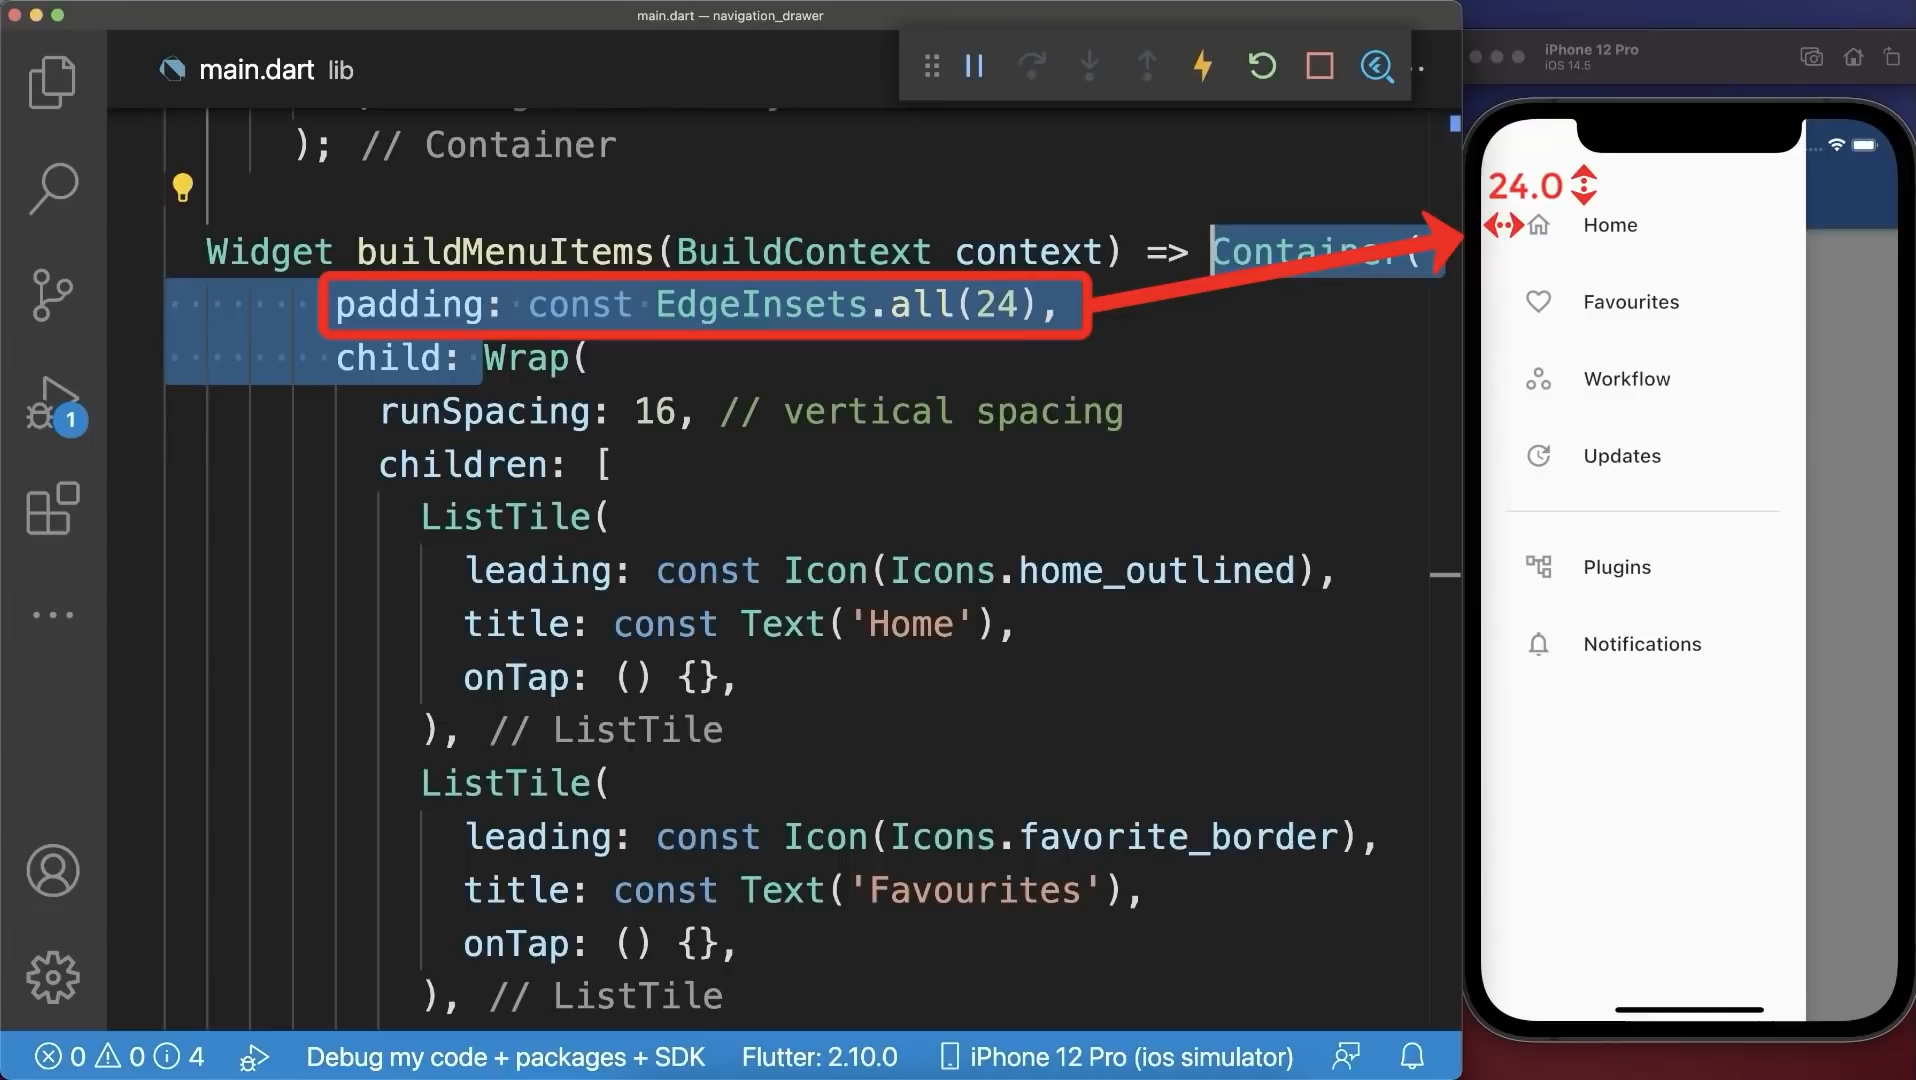 main.dart — navigation_drawer
main.dart lib
); // Container
Widget buildMenuItems(BuildContext context) => Container(
padding: const EdgeInsets.all(24),
child: Wrap(
runSpacing: 16, // vertical spacing
children: [
ListTile(
leading: const Icon(Icons.home_outlined),
title: const Text('Home'),
onTap: () {},
), // ListTile
ListTile(
leading: const Icon(Icons.favorite_border),
title: const Text('Favourites'),
onTap: () {},
), // ListTile
1
0 0 4 Debug my code + packages + SDK Flutter: 2.10.0 iPhone 12 Pro (ios simulator)
iPhone 12 Pro
iOS 14.5
24.0
Home
Favourites
Workflow
Updates
Plugins
Notifications